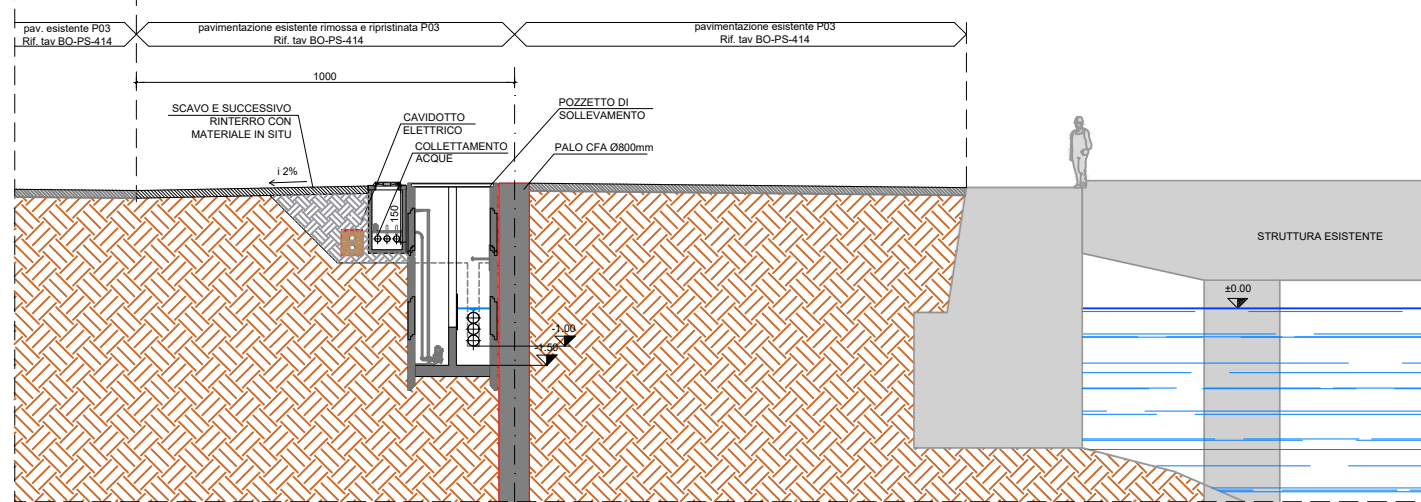 pav. esistente P03
Rif. tav BO-PS-414
pavimentazione esistente rimossa e ripristinata P03
Rif. tav BO-PS-414
pavimentazione esistente P03
Rif. tav BO-PS-414
1000
SCAVO E SUCCESSIVO
RINTERRO CON
MATERIALE IN SITU
CAVIDOTTO
ELETTRICO
COLLETTAMENTO
ACQUE
POZZETTO DI
SOLLEVAMENTO
PALO CFA Ø800mm
i 2%
150
STRUTTURA ESISTENTE
±0.00
-1.00
-1.50